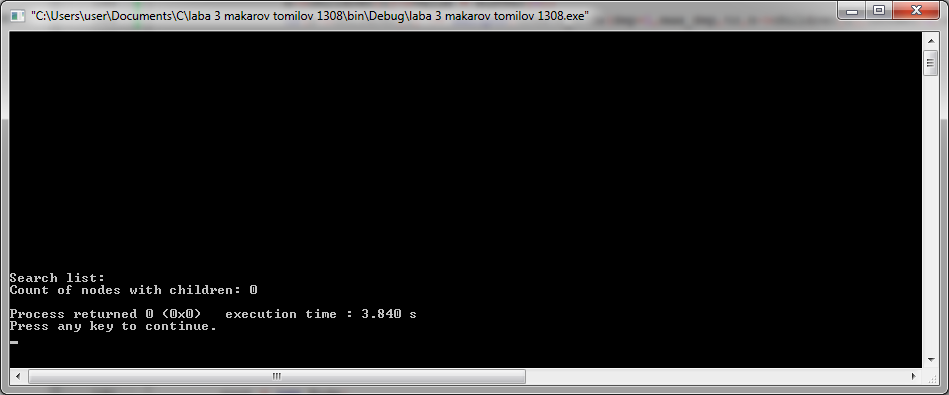 "C:\Users\user\Documents\C\laba 3 makarov tomilov 1308\bin\Debug\laba 3 makarov tomilov 1308.exe"
Search list:
Count of nodes with children: 0
Process returned 0 (0x0)   execution time : 3.840 s
Press any key to continue.